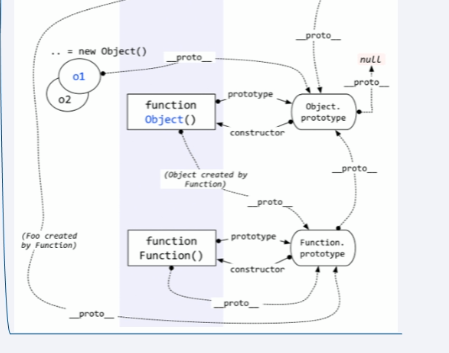 __proto__
.. = new Object()
__proto__
null
o1
__proto__
o2
function
Object()
prototype
Object.
prototype
constructor
__proto__
(Object created by
Function)
__proto__
(Foo created
by Function)
function
Function()
prototype
Function.
prototype
constructor
__proto__
__proto__